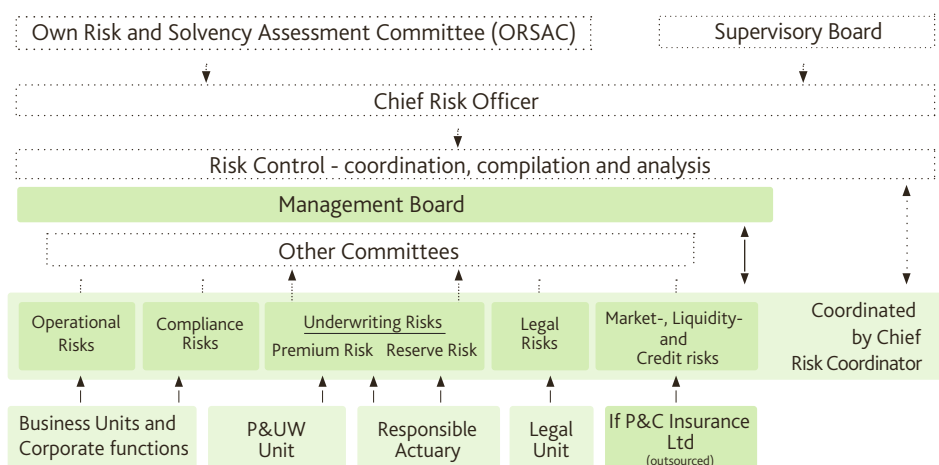 Own Risk and Solvency Assessment Committee (ORSAC)
Supervisory Board
Chief Risk Officer
Risk Control - coordination, compilation and analysis
Management Board
Other Committees
Operational
Risks
Compliance
Risks
Underwriting Risks
Premium Risk
Reserve Risk
Legal
Risks
Market-, Liquidity-
and
Credit risks
Coordinated
by Chief
Risk Coordinator
Business Units and
Corporate functions
P&UW
Unit
Responsible
Actuary
Legal
Unit
If P&C Insurance
Ltd
(outsourced)